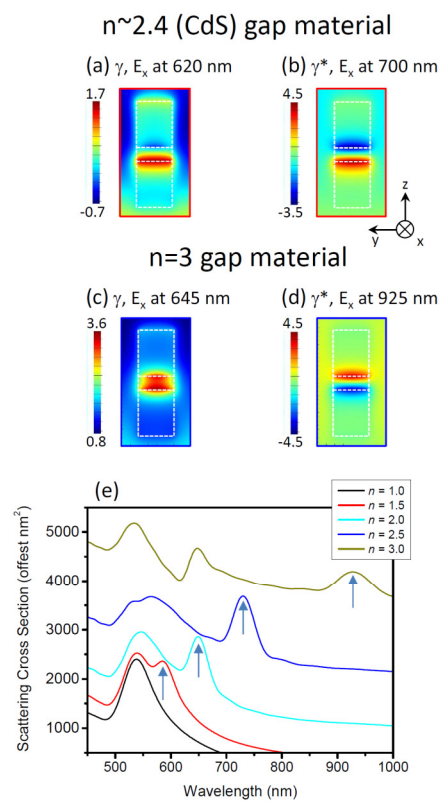 n~2.4 (CdS) gap material
(a) γ, Ex at 620 nm
(b) γ*, Ex at 700 nm
1.7
-0.7
4.5
-3.5
z
y
x
n=3 gap material
(c) γ, Ex at 645 nm
(d) γ*, Ex at 925 nm
3.6
0.8
4.5
-4.5
(e)
n = 1.0
n = 1.5
n = 2.0
n = 2.5
n = 3.0
Scattering Cross Section (offest nm²)
5000
4000
3000
2000
1000
500 600 700 800 900 1000
Wavelength (nm)